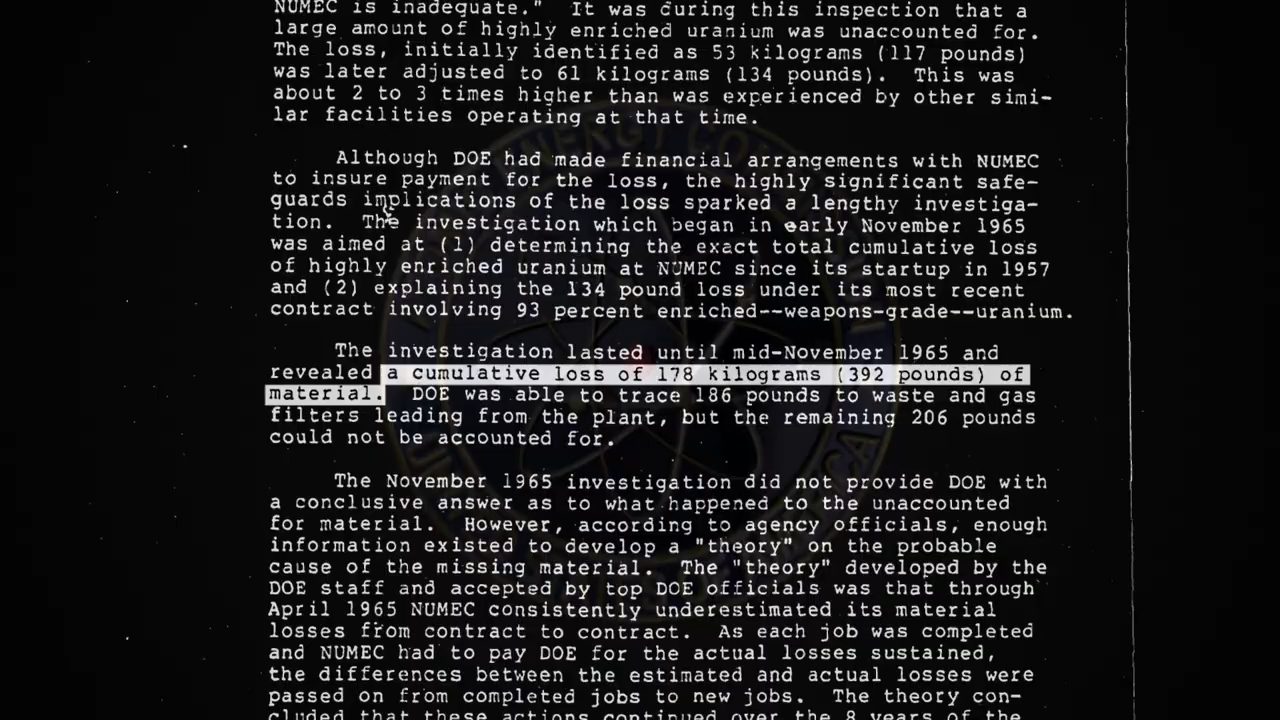 NUMEC is inadequate." It was during this inspection that a
large amount of highly enriched uranium was unaccounted for.
The loss, initially identified as 53 kilograms (117 pounds)
was later adjusted to 61 kilograms (134 pounds). This was
about 2 to 3 times higher than was experienced by other simi-
lar facilities operating at that time.
Although DOE had made financial arrangements with NUMEC
to insure payment for the loss, the highly significant safe-
guards implications of the loss sparked a lengthy investiga-
tion. The investigation which began in early November 1965
was aimed at (1) determining the exact total cumulative loss
of highly enriched uranium at NUMEC since its startup in 1957
and (2) explaining the 134 pound loss under its most recent
contract involving 93 percent enriched--weapons-grade--uranium.
The investigation lasted until mid-November 1965 and
revealed a cumulative loss of 178 kilograms (392 pounds) of
material. DOE was able to trace 186 pounds to waste and gas
filters leading from the plant, but the remaining 206 pounds
could not be accounted for.
The November 1965 investigation did not provide DOE with
a conclusive answer as to what happened to the unaccounted
for material. However, according to agency officials, enough
information existed to develop a "theory" on the probable
cause of the missing material. The "theory" developed by the
DOE staff and accepted by top DOE officials was that through
April 1965 NUMEC consistently underestimated its material
losses from contract to contract. As each job was completed
and NUMEC had to pay DOE for the actual losses sustained,
the differences between the estimated and actual losses were
passed on from completed jobs to new jobs. The theory con-
cluded that these actions continued over the 8 years of the